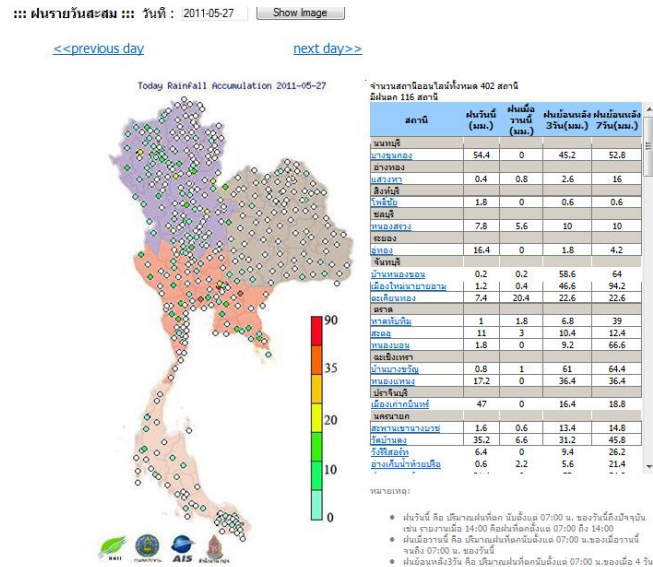 ::: ฝนรายวันสะสม ::: วันที่ : 2011-05-27 Show Image
<<previous day next day>>
Today Rainfall Accumulation 2011-05-27
90
35
20
10
0
จำนวนสถานีออนไลน์ทั้งหมด 402 สถานี
มีฝนตก 116 สถานี
สถานี ฝนวันนี้ (มม.) ฝนเมื่อวานนี้ (มม.) ฝนย้อนหลัง 3วัน(มม.) ฝนย้อนหลัง 7วัน(มม.)
นนทบุรี
บางขุนกอง 54.4 0 45.2 52.8
อ่างทอง
แสวงหา 0.4 0.8 2.6 16
สิงห์บุรี
โพธิ์ชัย 1.8 0 0.6 0.6
ชลบุรี
หนองสรวง 7.8 5.6 10 10
ระยอง
อู่ทอง 16.4 0 1.8 4.2
จันทบุรี
บ้านหนองขอน 0.2 0.2 58.6 64
เมืองใหม่นายายอาม 1.2 0.4 46.6 94.2
ตะเคียนทอง 7.4 20.4 22.6 22.6
ตราด
หาดทับทิม 1 1.8 6.8 39
สะตอ 11 3 10.4 12.4
หนองบอน 1.8 0 9.2 66.6
ฉะเชิงเทรา
บ้านบางขวัญ 0.8 1 61 64.4
หนองแหน 17.2 0 36.4 36.4
ปราจีนบุรี
เมืองเก่ากบินทร์ 47 0 16.4 18.8
นครนายก
สะพานเขานางบวช 1.6 0.6 13.4 14.8
วัดบ้านดง 35.2 6.6 31.2 45.8
วังรีรีสอร์ท 6.4 0 9.4 26.2
อ่างเก็บน้ำห้วยปรือ 0.6 2.2 5.6 21.4
หมายเหตุ:
ฝนวันนี้ คือ ปริมาณฝนที่ตก นับตั้งแต่ 07:00 น. ของวันนี้ถึงปัจจุบัน
เช่น รายงานเมื่อ 14:00 คือฝนที่ตกตั้งแต่ 07:00 ถึง 14:00
ฝนเมื่อวานนี้ คือ ปริมาณฝนที่ตกนับตั้งแต่ 07:00 น.ของเมื่อวานนี้
จนถึง 07:00 น. ของวันนี้
ฝนย้อนหลัง3วัน คือ ปริมาณฝนที่ตกนับตั้งแต่ 07:00 น.ของเมื่อ 4 วัน
AIS